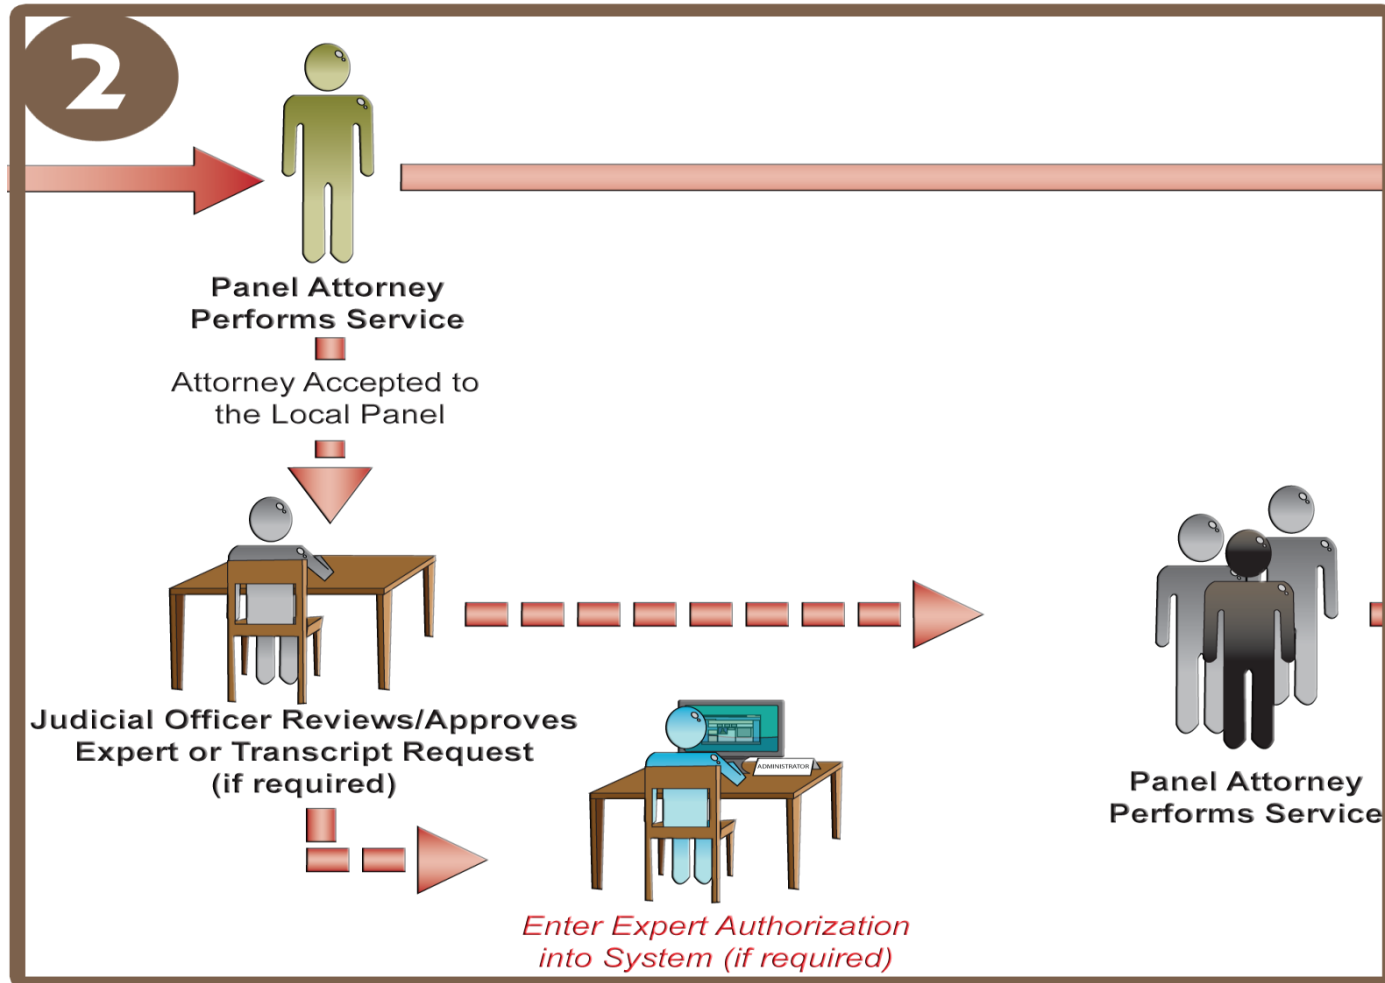 2
Panel Attorney
Performs Service
Attorney Accepted to
the Local Panel
Judicial Officer Reviews/Approves
Expert or Transcript Request
(if required)
ADMINISTRATOR
Enter Expert Authorization
into System (if required)
Panel Attorney
Performs Service